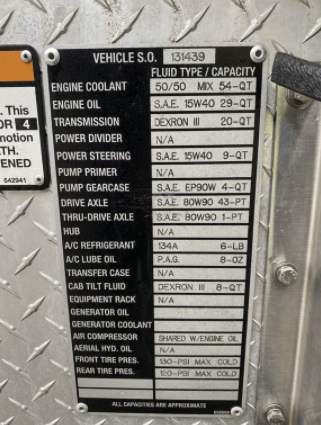 VEHICLE S.O. 131439
FLUID TYPE / CAPACITY
ENGINE COOLANT 50/50 MIX 54-QT
ENGINE OIL S.A.E. 15W40 29-QT
TRANSMISSION DEXRON III 20-QT
POWER DIVIDER N/A
POWER STEERING S.A.E. 15W40 9-QT
PUMP PRIMER N/A
PUMP GEARCASE S.A.E. EP90W 4-QT
DRIVE AXLE S.A.E. 80W90 43-PT
THRU-DRIVE AXLE S.A.E. 80W90 1-PT
HUB N/A
A/C REFRIGERANT 134A 6-LB
A/C LUBE OIL P.A.G. 8-OZ
TRANSFER CASE N/A
CAB TILT FLUID DEXRON III 8-QT
EQUIPMENT RACK N/A
GENERATOR OIL
GENERATOR COOLANT
AIR COMPRESSOR SHARED W/ENGINE OIL
AERIAL HYD. OIL N/A
FRONT TIRE PRES. 130-PSI MAX COLD
REAR TIRE PRES. 120-PSI MAX COLD
ALL CAPACITIES ARE APPROXIMATE
. This
OR 4
motion
ATH.
TENED
642941